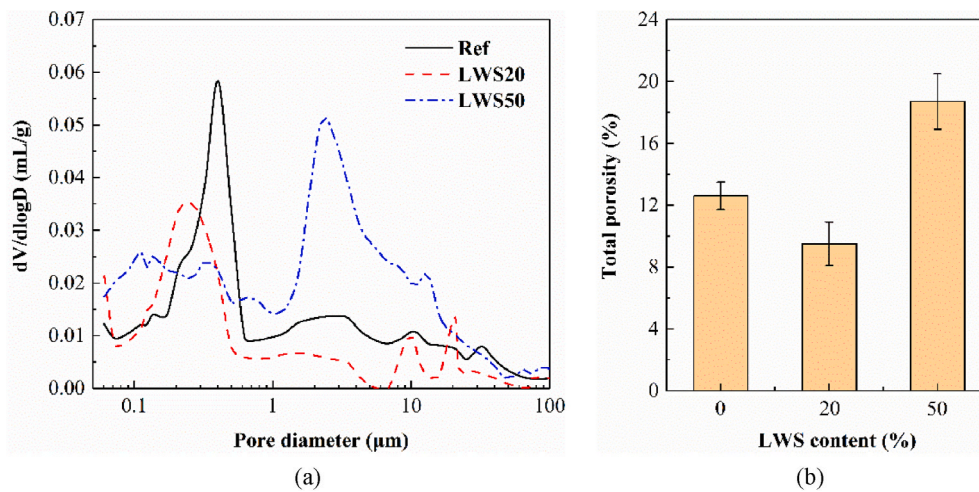 0.07
0.06
0.05
0.04
0.03
0.02
0.01
0.00
dV/dlogD (mL/g)
Ref
LWS20
LWS50
0.1
1
10
100
Pore diameter (μm)
(a)
24
20
16
12
8
4
0
Total porosity (%)
0
20
50
LWS content (%)
(b)